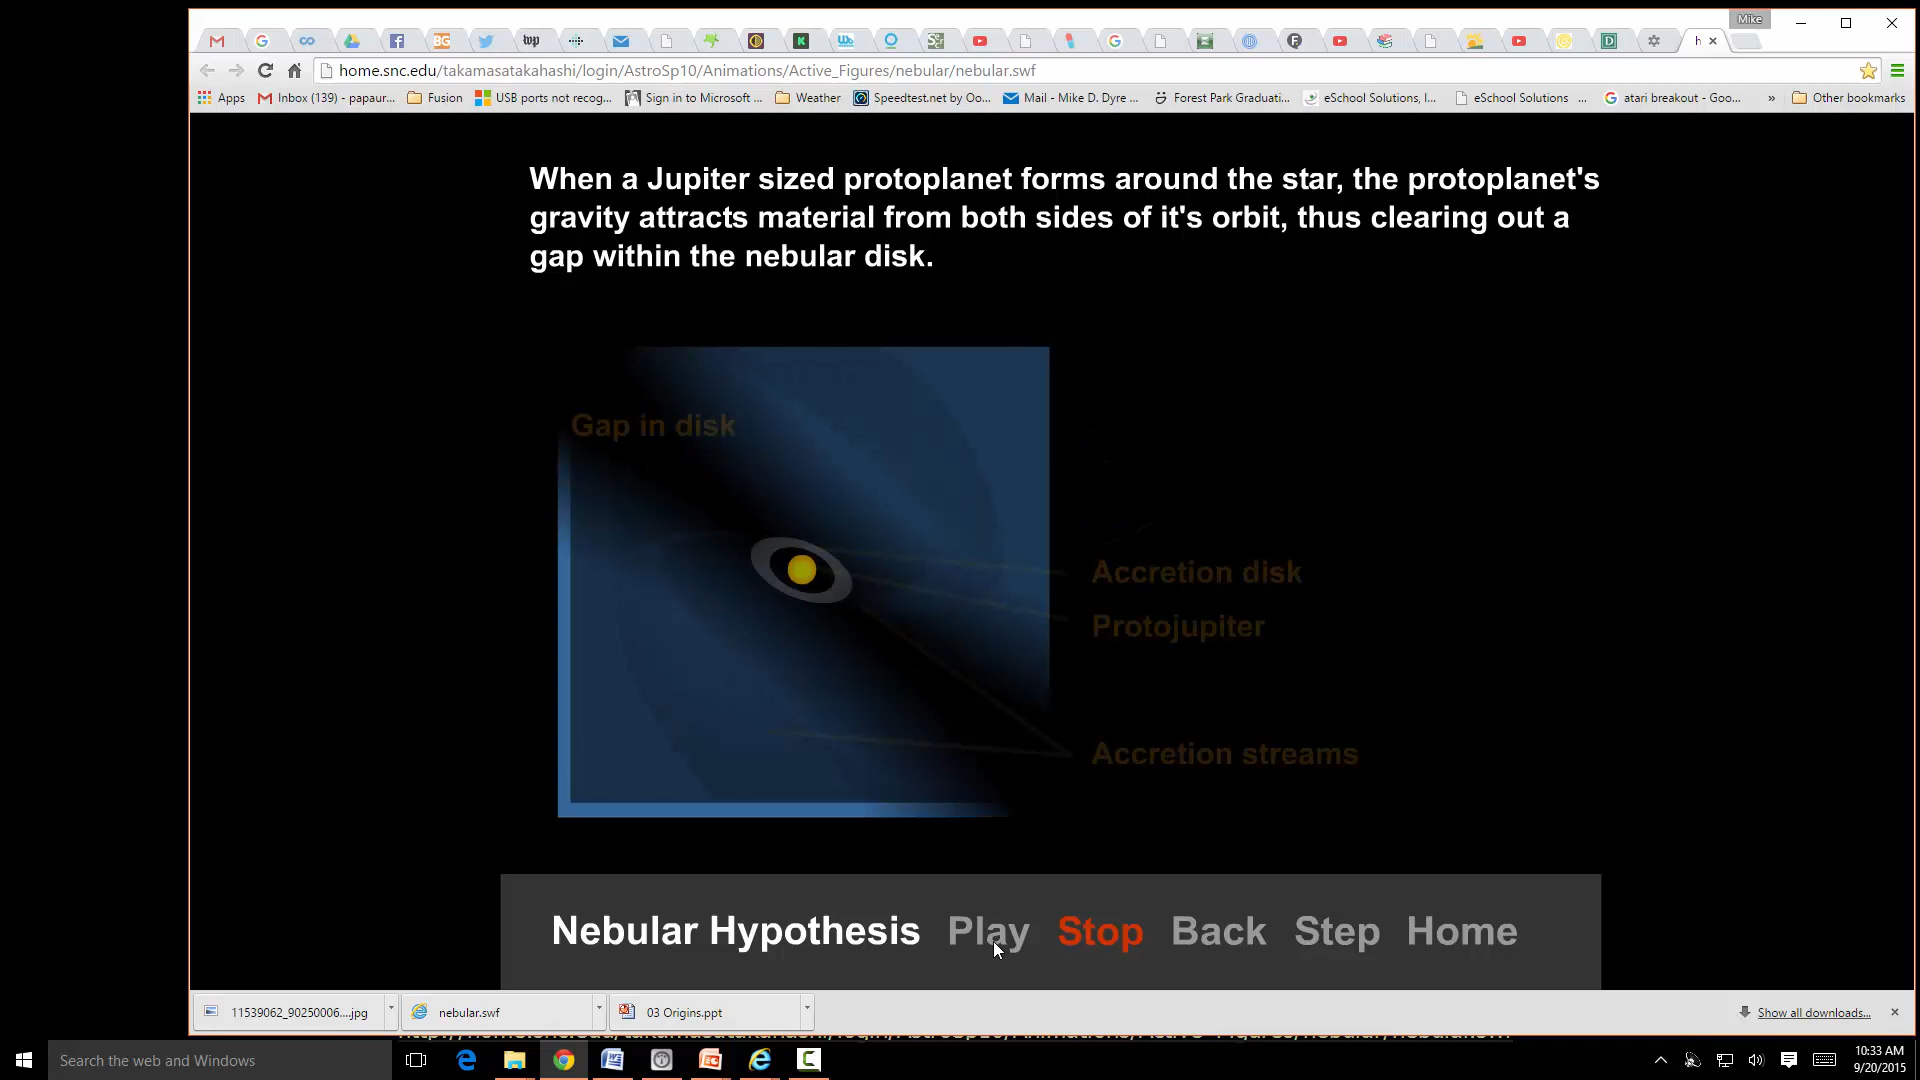 Mike
h
home.snc.edu/takamasatakahashi/login/AstroSp10/Animations/Active_Figures/nebular/nebular.swf
Apps Inbox (139) - papaur... Fusion USB ports not recog... Sign in to Microsoft ... Weather Speedtest.net by Oo... Mail - Mike D. Dyre ... Forest Park Graduati... eSchool Solutions, I... eSchool Solutions ... atari breakout - Goo... » Other bookmarks
When a Jupiter sized protoplanet forms around the star, the protoplanet's
gravity attracts material from both sides of it's orbit, thus clearing out a
gap within the nebular disk.
Gap in disk
Accretion disk
Protojupiter
Accretion streams
Nebular Hypothesis Play Stop Back Step Home
11539062_90250006....jpg nebular.swf 03 Origins.ppt Show all downloads...
Search the web and Windows
10:33 AM
9/20/2015